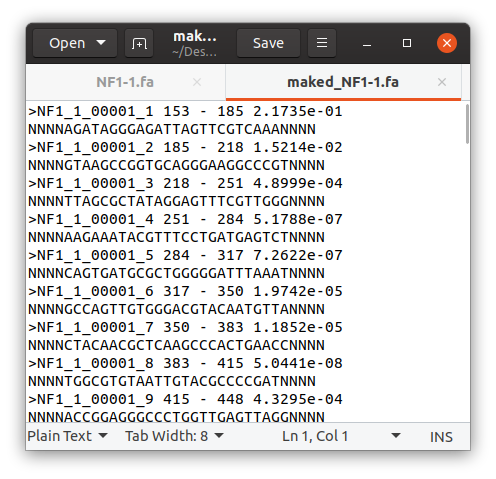 Open
mak...
~/Des...
Save
NF1-1.fa
maked_NF1-1.fa
>NF1_1_00001_1 153 - 185 2.1735e-01
NNNNAGATAGGGAGATTAGTTCGTCAAANNNN
>NF1_1_00001_2 185 - 218 1.5214e-02
NNNNGTAAGCCGGTGCAGGGAAGGCCCGTNNNN
>NF1_1_00001_3 218 - 251 4.8999e-04
NNNNTTAGCGCTATAGGAGTTTCGTTGGGNNNN
>NF1_1_00001_4 251 - 284 5.1788e-07
NNNNAAGAAATACGTTTCCTGATGAGTCTNNNN
>NF1_1_00001_5 284 - 317 7.2622e-07
NNNNCAGTGATGCGCTGGGGGATTTAAATNNNN
>NF1_1_00001_6 317 - 350 1.9742e-05
NNNNGCCAGTTGTGGGACGTACAATGTTANNNN
>NF1_1_00001_7 350 - 383 1.1852e-05
NNNNCTACAACGCTCAAGCCCACTGAACCNNNN
>NF1_1_00001_8 383 - 415 5.0441e-08
NNNNTGGCGTGTAATTGTACGCCCCGATNNNN
>NF1_1_00001_9 415 - 448 4.3295e-04
NNNNACCGGAGGGCCCTGGTTGAGTTAGGNNNN
Plain Text
Tab Width: 8
Ln 1, Col 1
INS